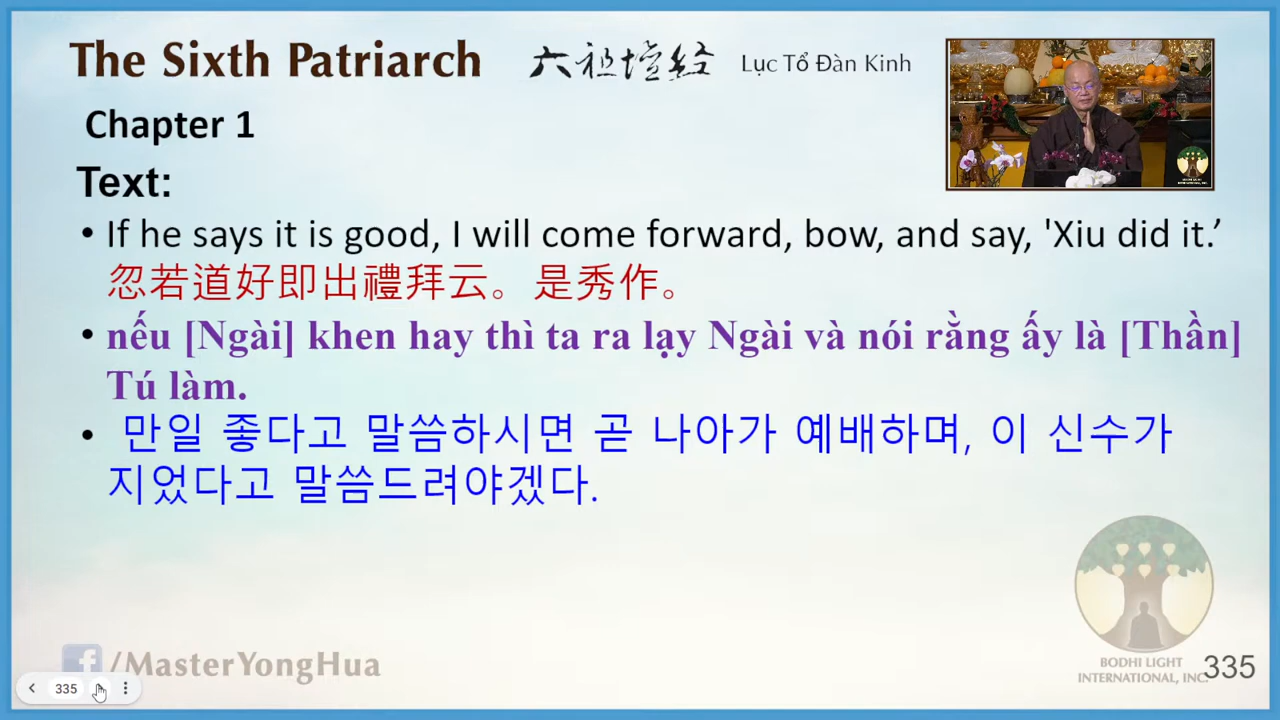 The Sixth Patriarch 六祖壇経 Lục Tổ Đàn Kinh
Chapter 1
Text:
• If he says it is good, I will come forward, bow, and say, 'Xiu did it.’
忽若道好即出禮拜云。是秀作。
• nếu [Ngài] khen hay thì ta ra lạy Ngài và nói rằng ấy là [Thần]
Tú làm.
• 만일 좋다고 말씀하시면 곧 나아가 예배하며, 이 신수가
지었다고 말씀드려야겠다.
/MasterYongHua
BODHI LIGHT
INTERNATIONAL, INC.
335
335
BODHI LIGHT
INTERNATIONAL, INC.